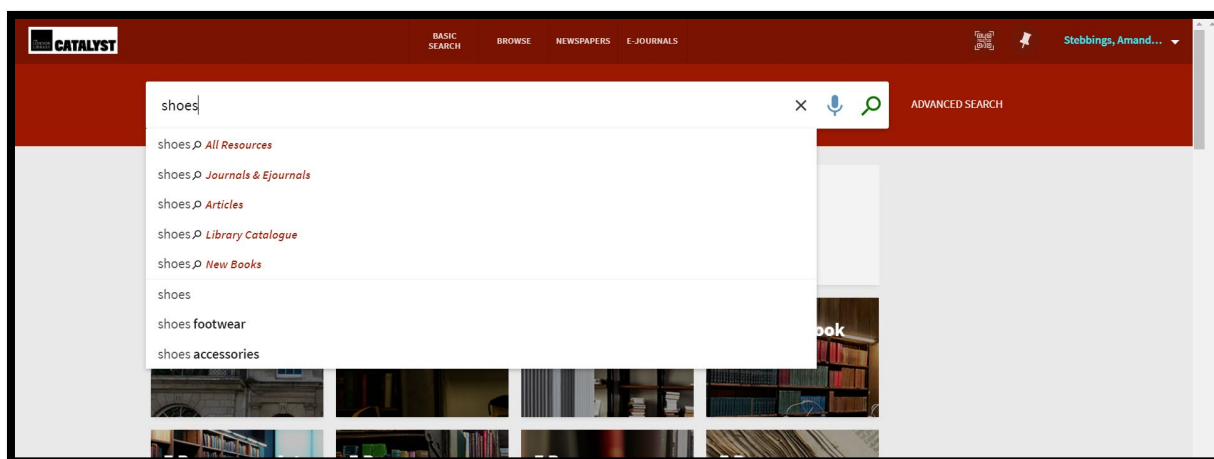 CATALYST
BASIC SEARCH
BROWSE
NEWSPAPERS
E-JOURNALS
Stebbings, Amand...
shoes
ADVANCED SEARCH
shoes All Resources
shoes Journals & Ejournals
shoes Articles
shoes Library Catalogue
shoes New Books
shoes
shoes footwear
shoes accessories